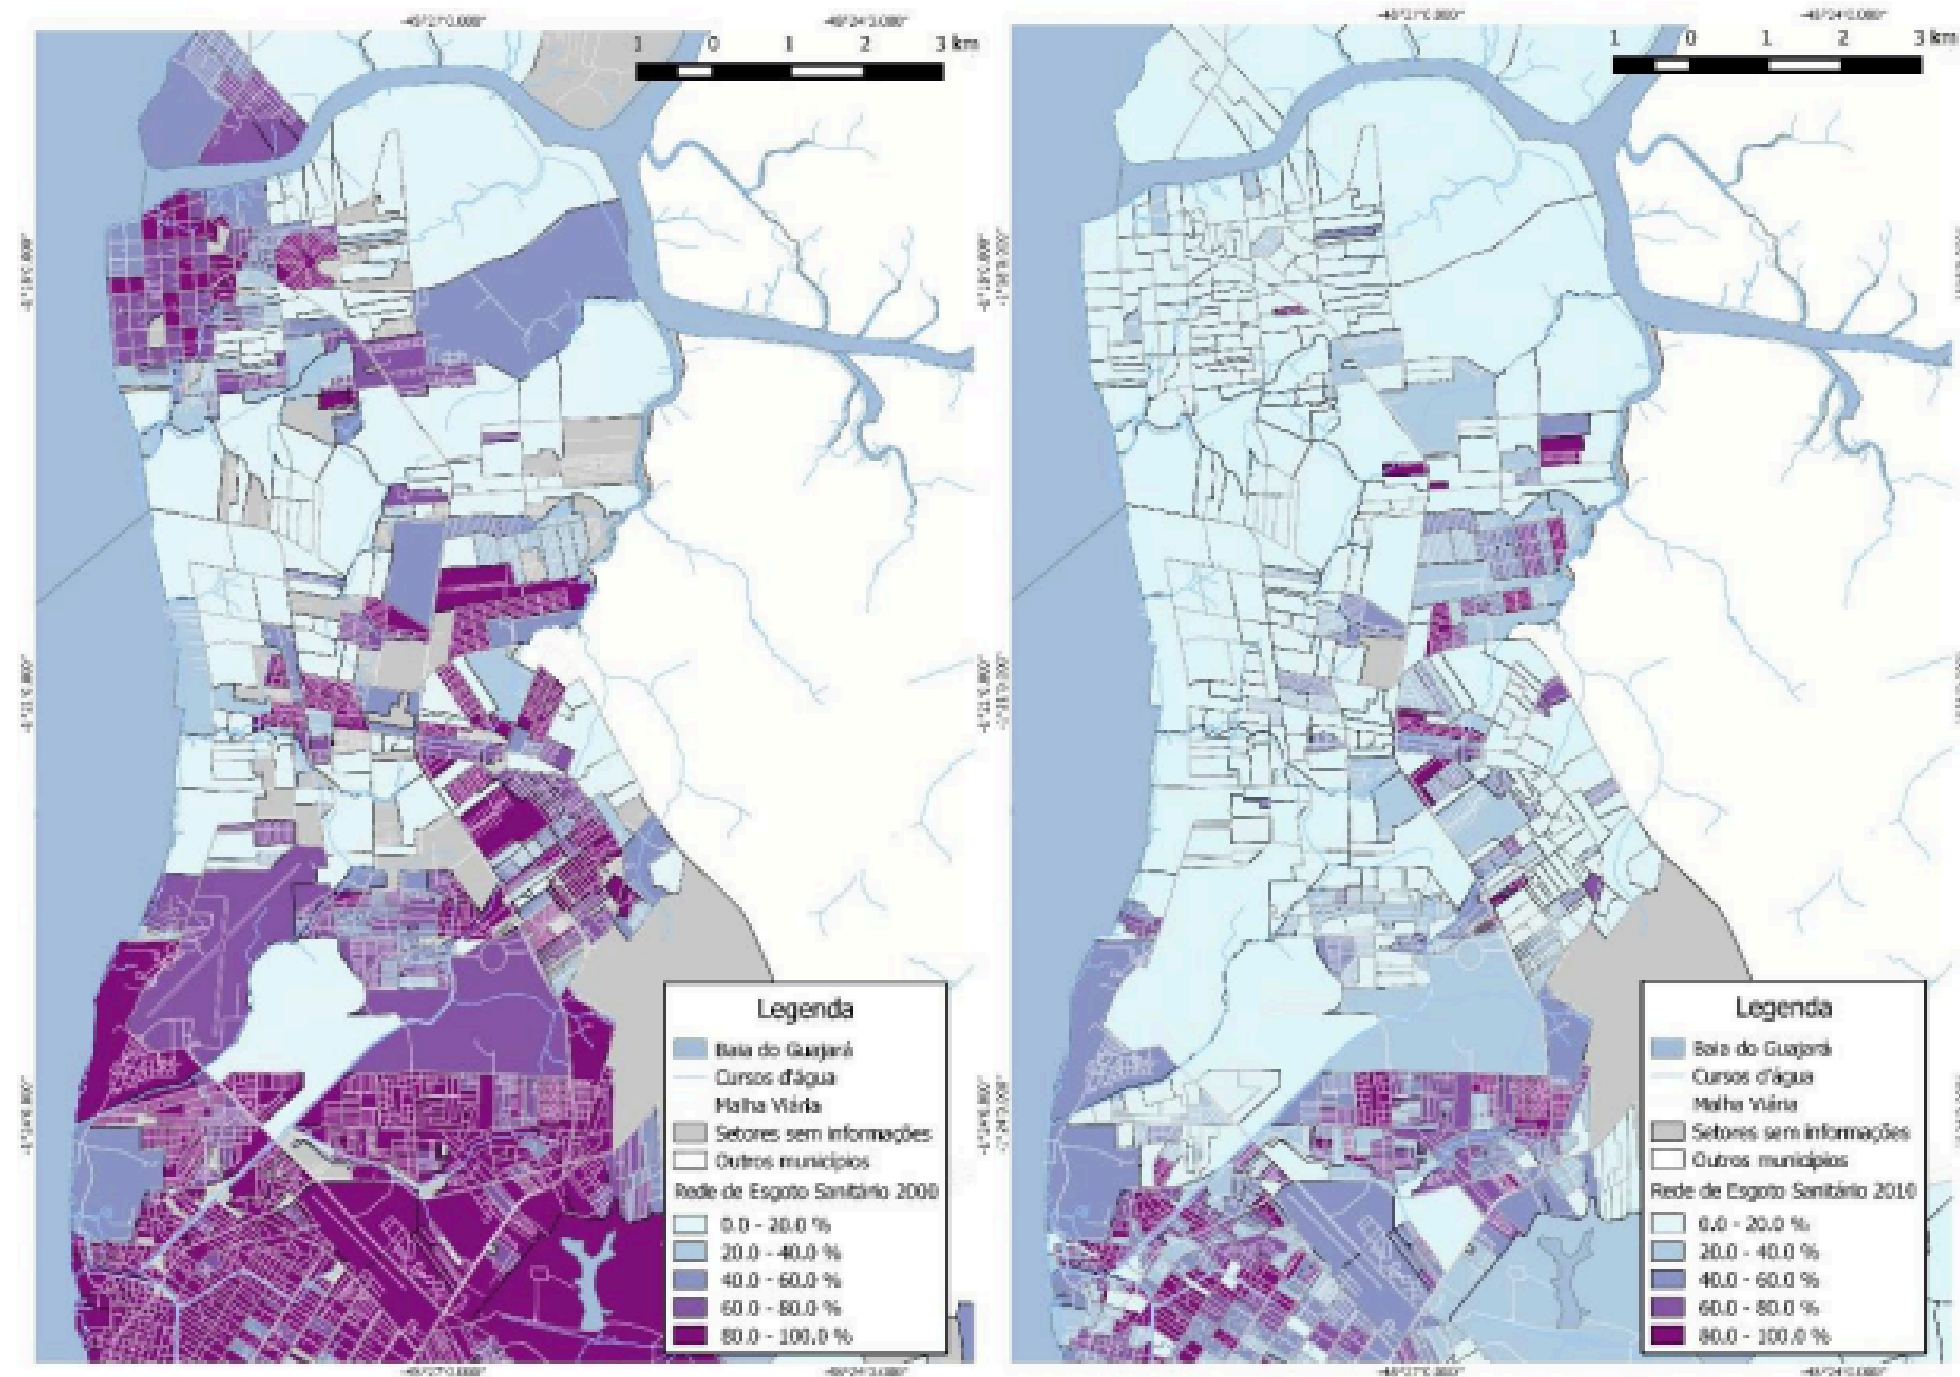 1 0 1 2 3 km
Legenda
Baia do Guajará
Cursos d'água
Malha Viária
Setores sem informações
Outros municípios
Rede de Esgoto Sanitário 2000
0.0 - 20.0 %
20.0 - 40.0 %
40.0 - 60.0 %
60.0 - 80.0 %
80.0 - 100.0 %
1 0 1 2 3 km
Legenda
Baia do Guajará
Cursos d'água
Malha Viária
Setores sem informações
Outros municípios
Rede de Esgoto Sanitário 2010
0.0 - 20.0 %
20.0 - 40.0 %
40.0 - 60.0 %
60.0 - 80.0 %
80.0 - 100.0 %